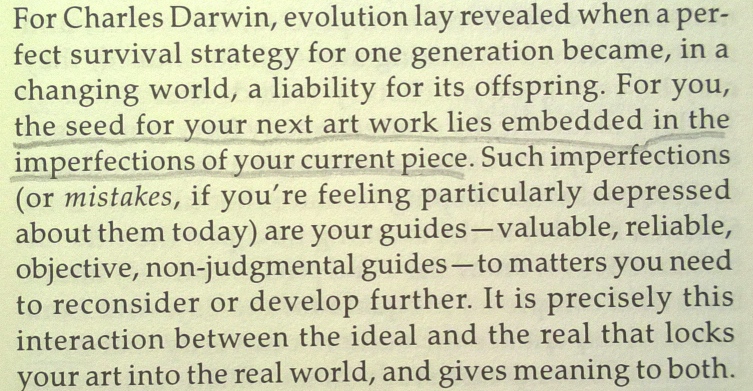 For Charles Darwin, evolution lay revealed when a per-
fect survival strategy for one generation became, in a
changing world, a liability for its offspring. For you,
the seed for your next art work lies embedded in the
imperfections of your current piece. Such imperfections
(or mistakes, if you're feeling particularly depressed
about them today) are your guides—valuable, reliable,
objective, non-judgmental guides—to matters you need
to reconsider or develop further. It is precisely this
interaction between the ideal and the real that locks
your art into the real world, and gives meaning to both.